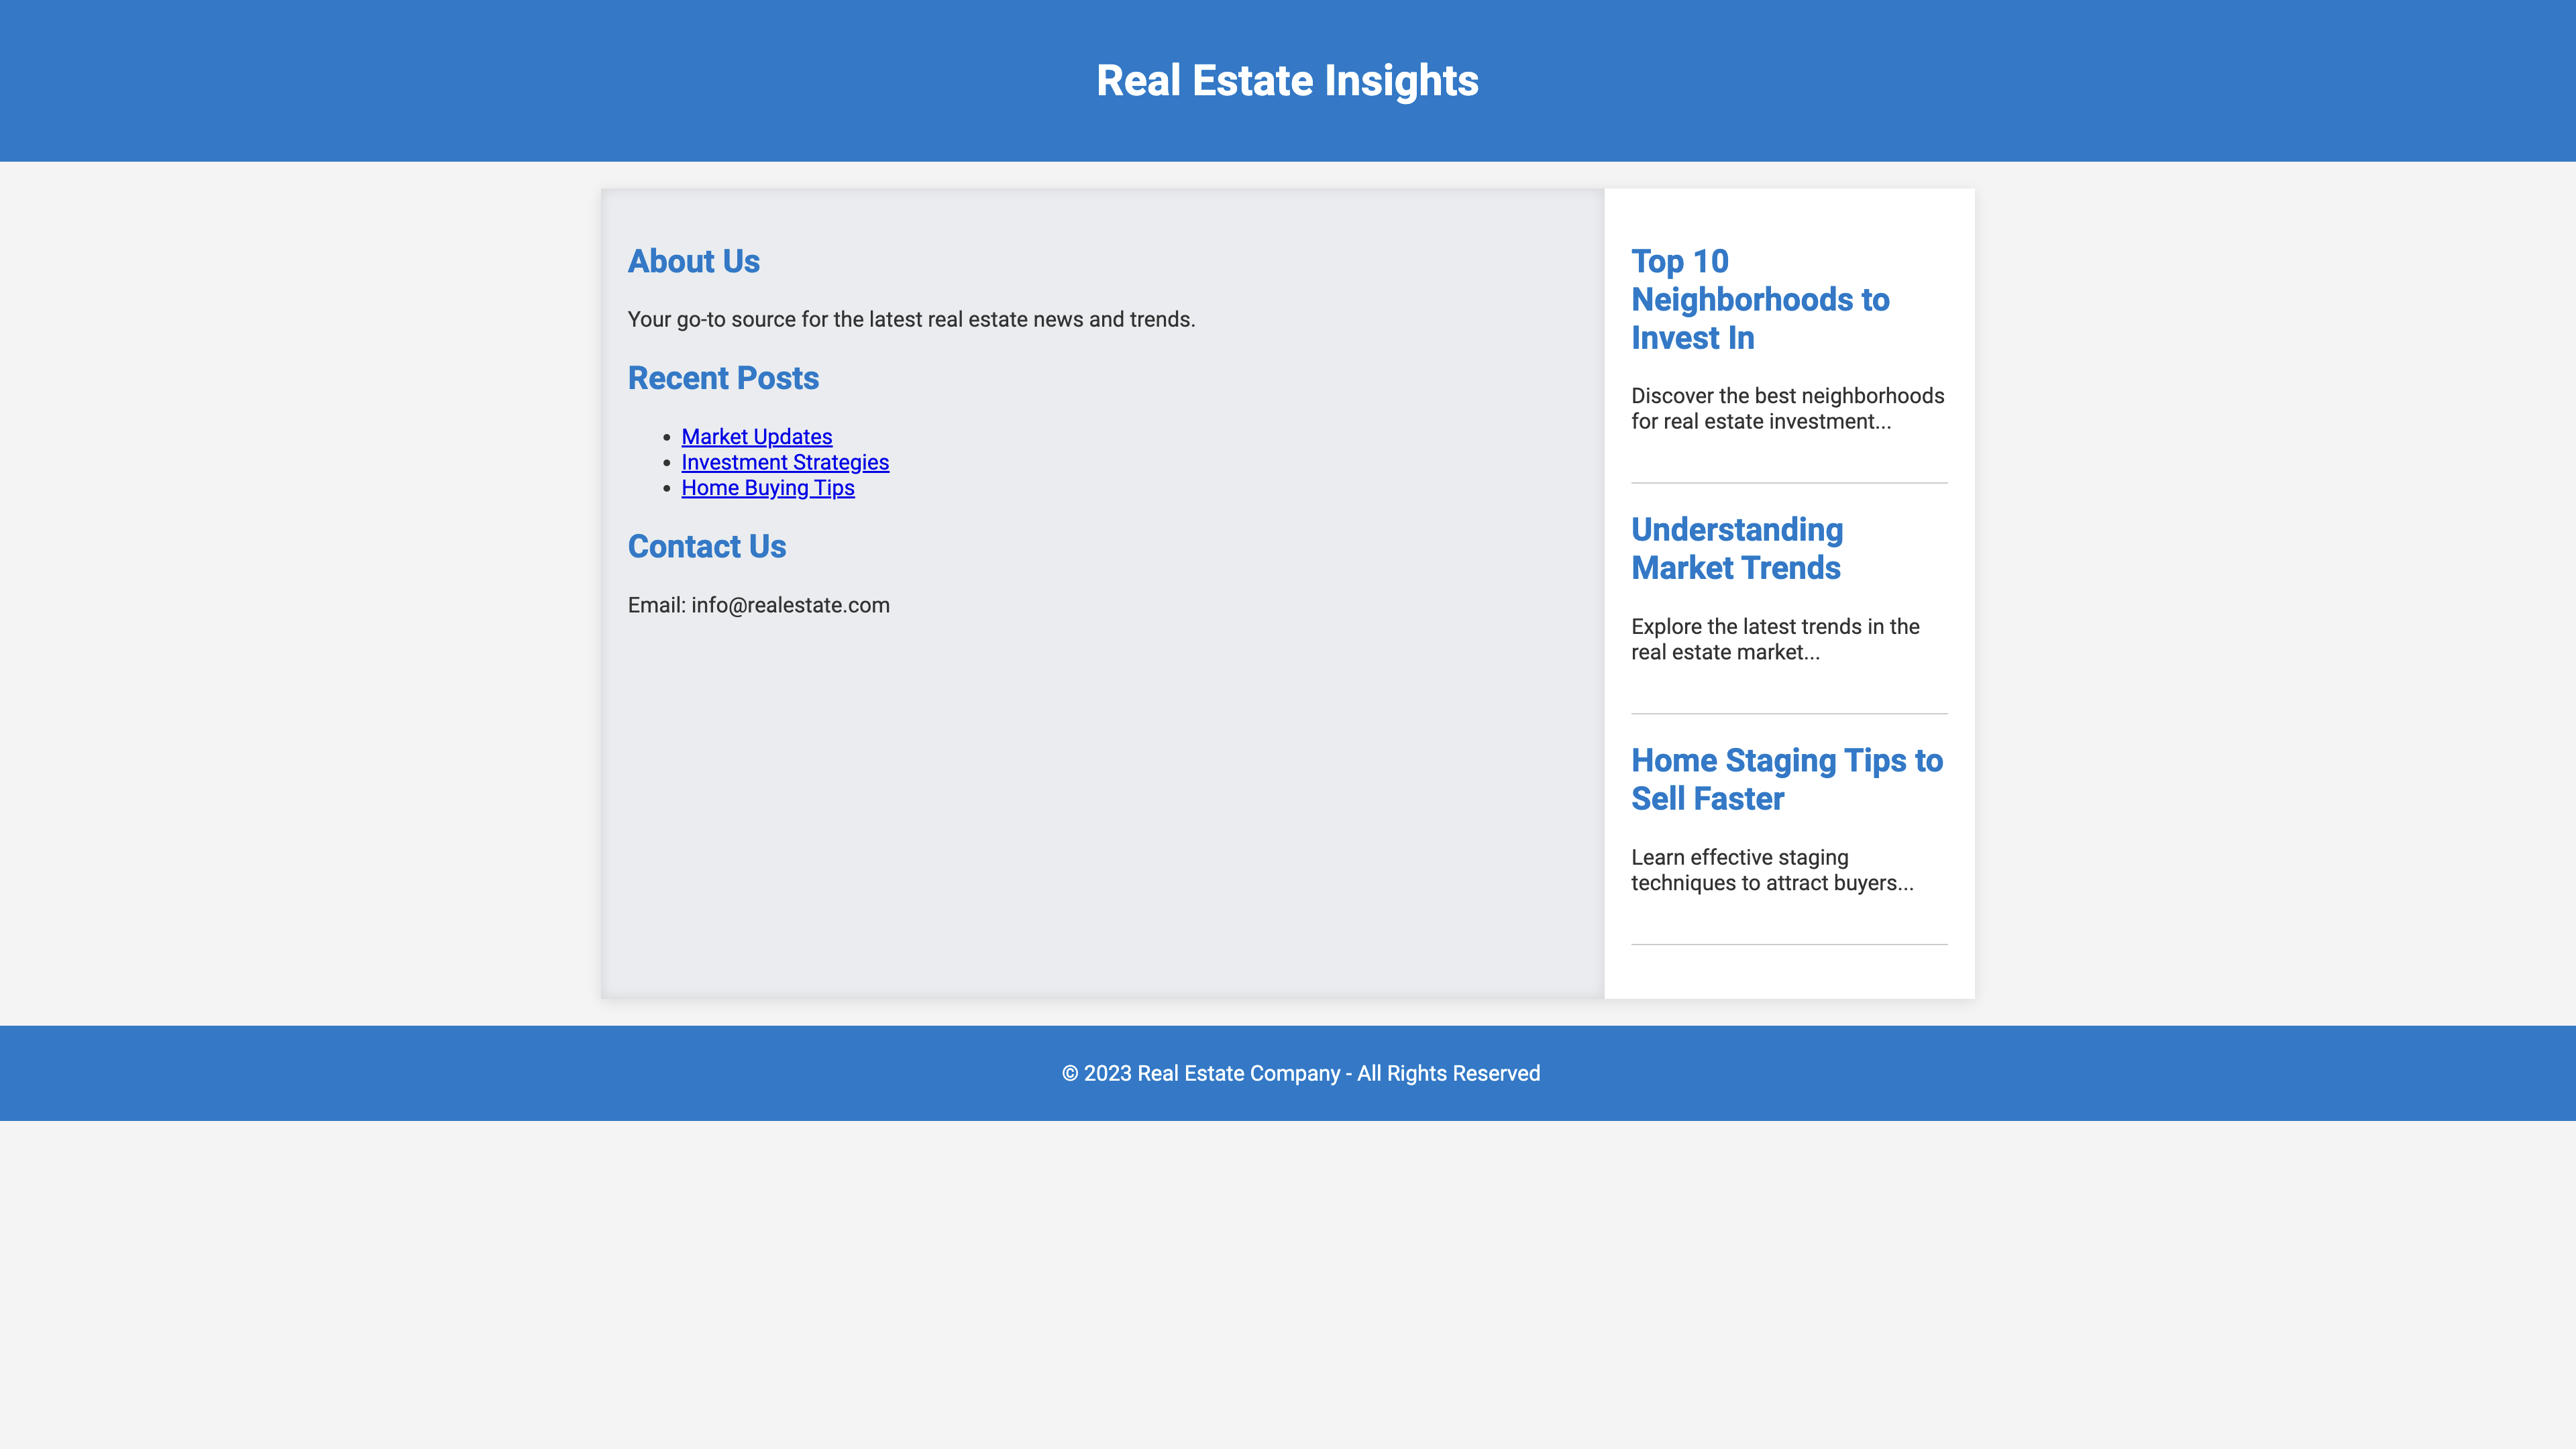 Real Estate Insights
About Us
Your go-to source for the latest real estate news and trends.
Recent Posts
Market Updates
Investment Strategies
Home Buying Tips
Contact Us
Email: info@realestate.com
Top 10
Neighborhoods to
Invest In
Discover the best neighborhoods
for real estate investment...
Understanding
Market Trends
Explore the latest trends in the
real estate market...
Home Staging Tips to
Sell Faster
Learn effective staging
techniques to attract buyers...
© 2023 Real Estate Company - All Rights Reserved